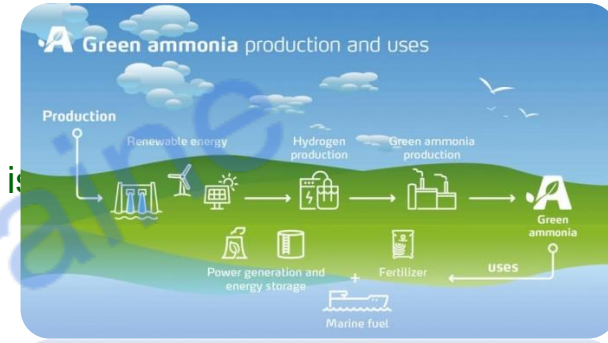 Green ammonia production and uses
Production
Renewable energy
Hydrogen
production
Green ammonia
production
is
Green
ammonia
Power generation and
energy storage
+
Fertilizer
uses
Marine fuel